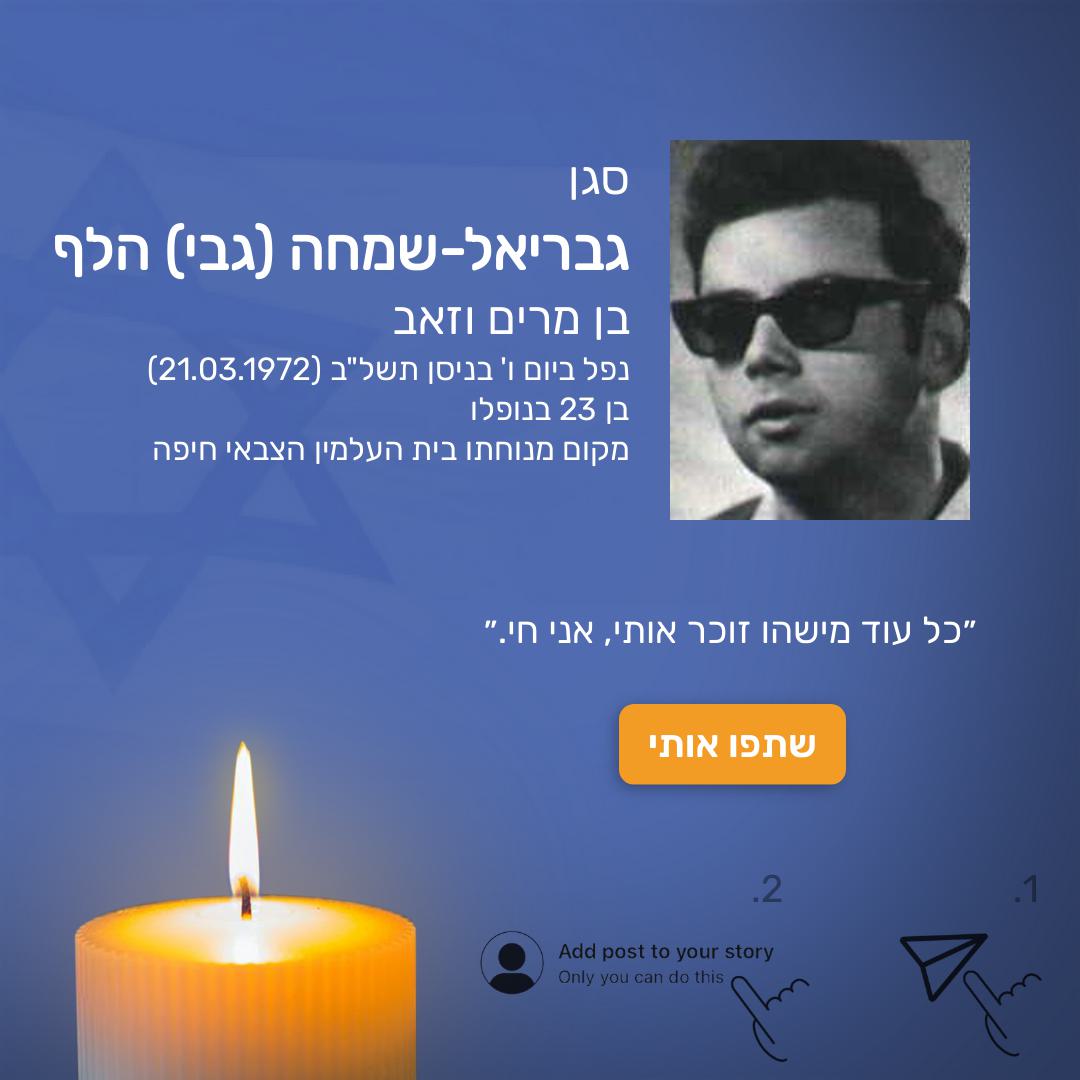 סגן
גבריאל-שמחה (גבי) הלף
בן מרים וזאב
נפל ביום ו' בניסן תשל"ב (21.03.1972)
בן 23 בנופלו
מקום מנוחתו בית העלמין הצבאי חיפה
״כל עוד מישהו זוכר אותי, אני חי.״
שתפו אותי
1.
2.
Add post to your story
Only you can do this